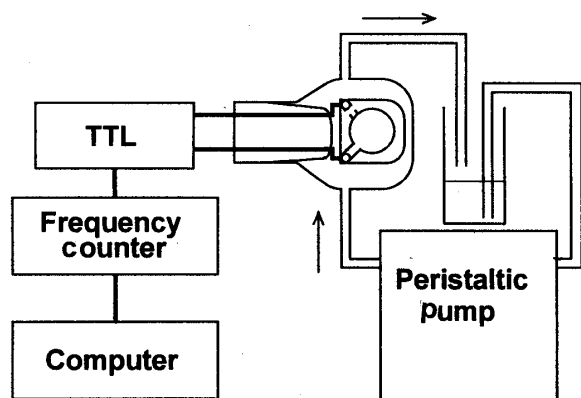 TTL
Frequency
counter
Computer
Peristaltic
pump